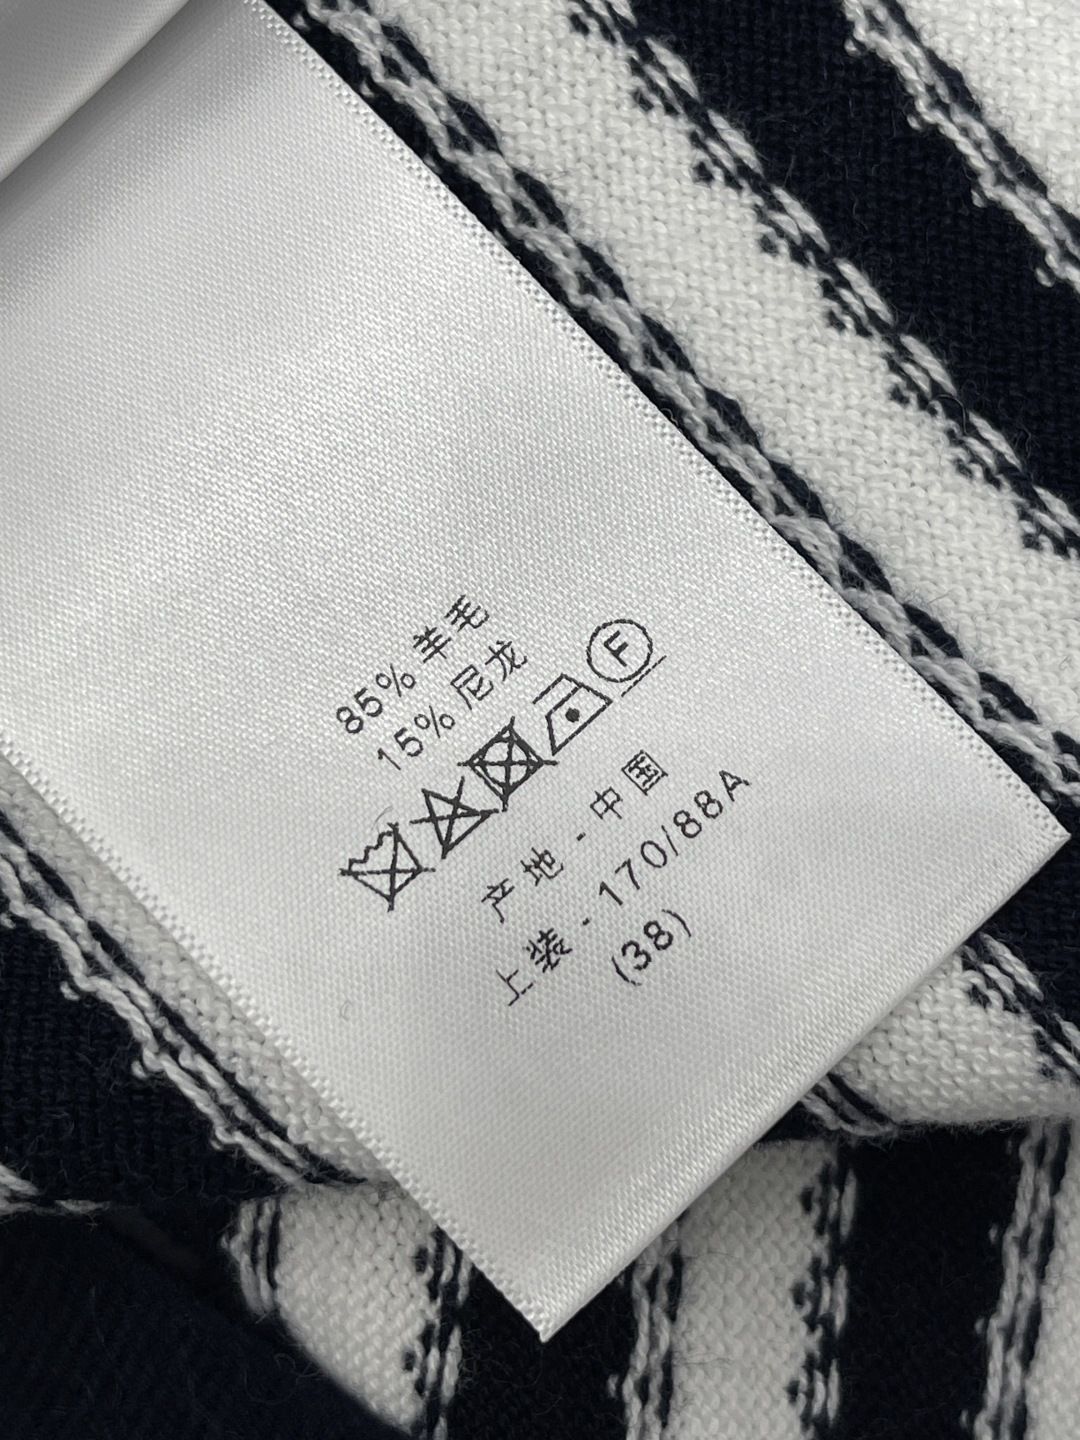 85% 羊毛
15% 尼龙
F
产地-中国
上装-170/88A
(38)